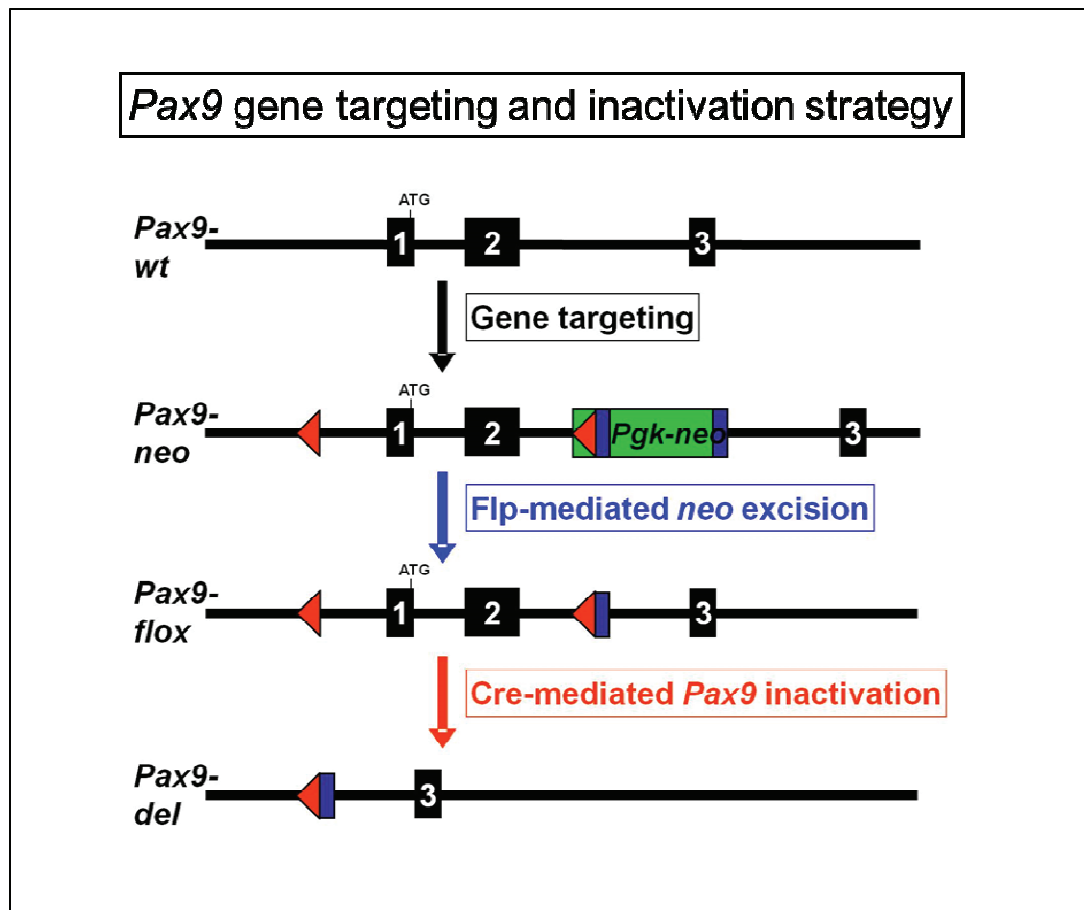 Pax9 gene targeting and inactivation strategy
ATG
Pax9-
wt
1 2 3
Gene targeting
ATG
Pax9-
neo
1 2 Pgk-neo 3
Flp-mediated neo excision
ATG
Pax9-
flox
1 2 3
Cre-mediated Pax9 inactivation
Pax9-
del
3